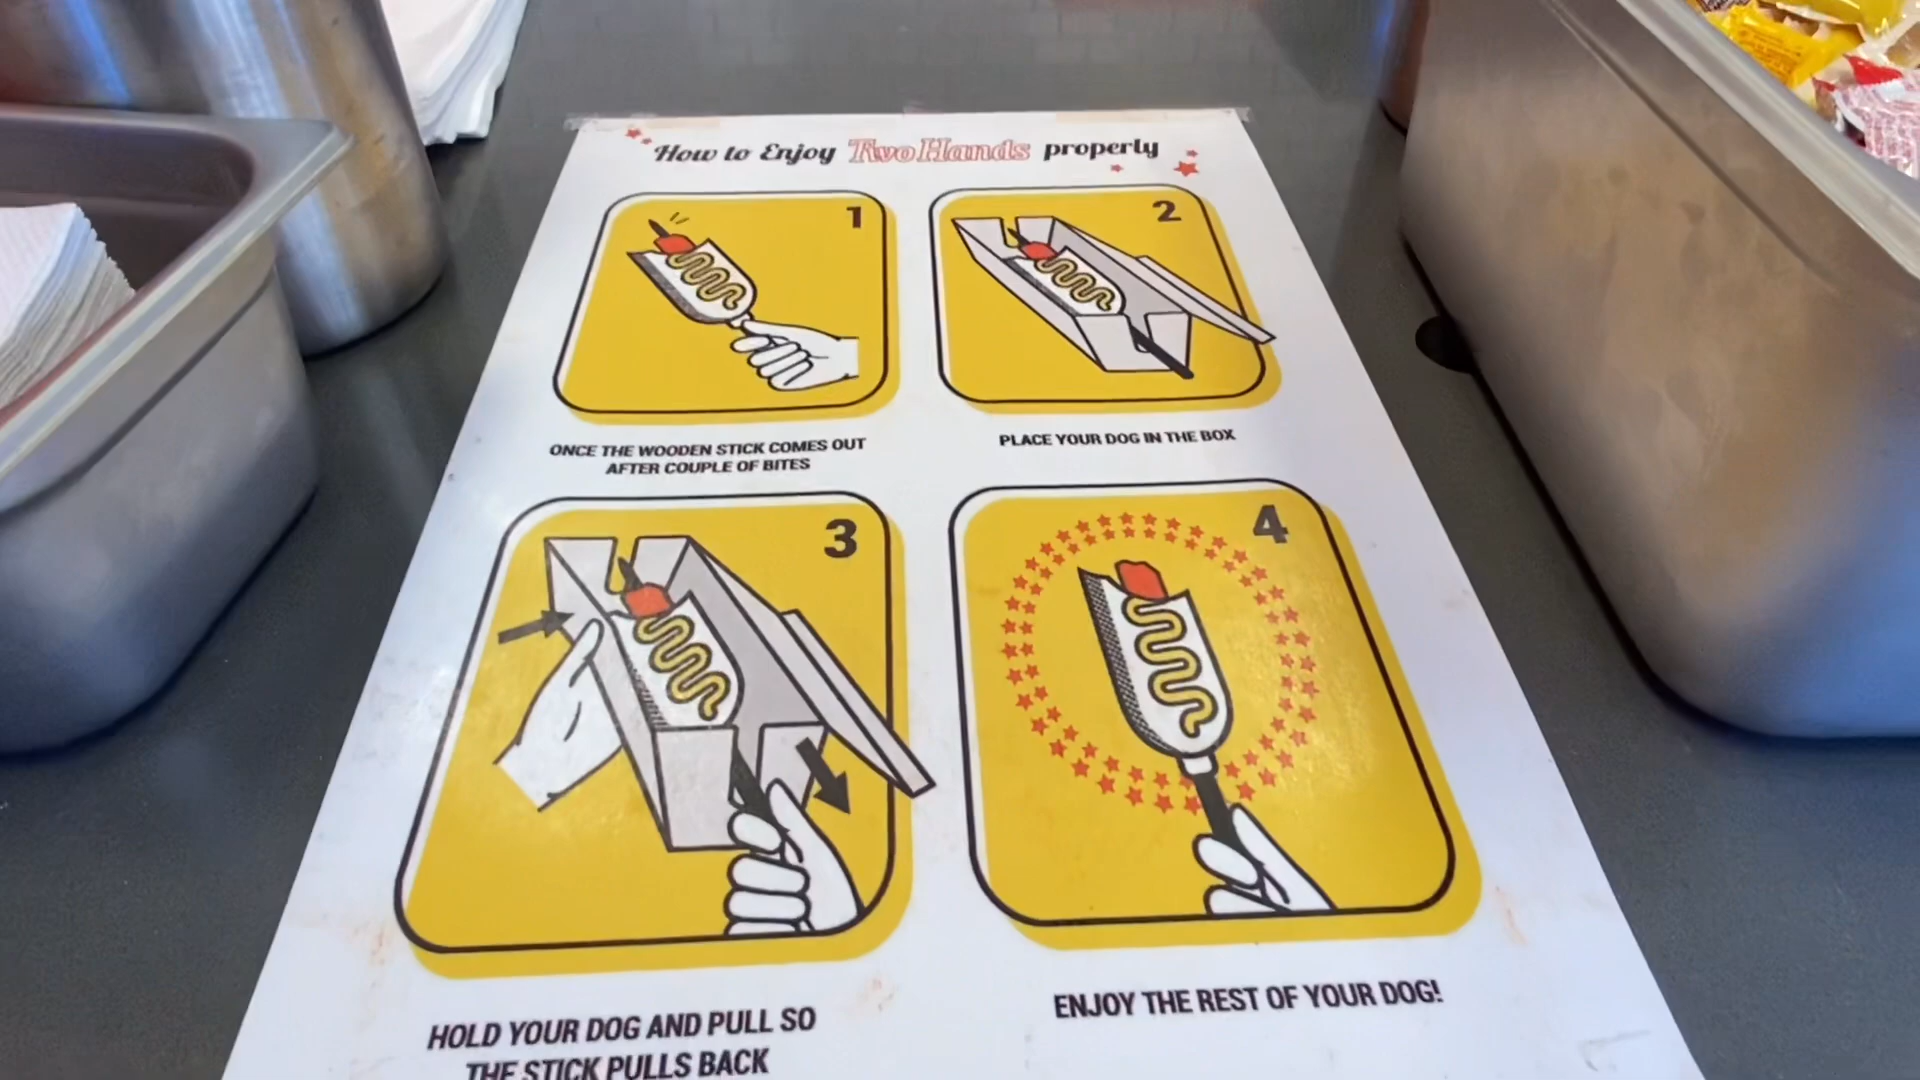 How to Enjoy Two Hands properly
1
2
ONCE THE WOODEN STICK COMES OUT
AFTER COUPLE OF BITES
PLACE YOUR DOG IN THE BOX
3
4
HOLD YOUR DOG AND PULL SO
THE STICK PULLS BACK
ENJOY THE REST OF YOUR DOG!